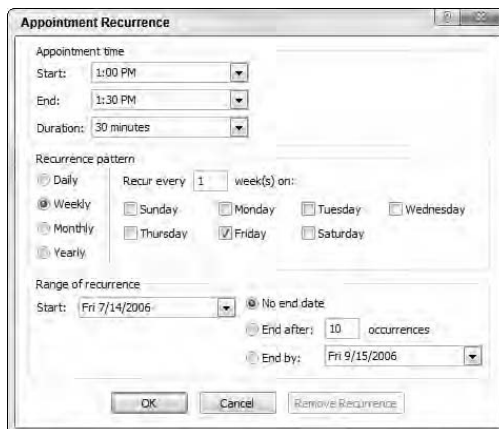 Appointment Recurrence
Appointment time
Start: 1:00 PM
End: 1:30 PM
Duration: 30 minutes
Recurrence pattern
Daily
Weekly
Monthly
Yearly
Recur every 1 week(s) on:
Sunday Monday Tuesday Wednesday
Thursday Friday Saturday
Range of recurrence
Start: Fri 7/14/2006
No end date
End after: 10 occurrences
End by: Fri 9/15/2006
OK Cancel Remove Recurrence